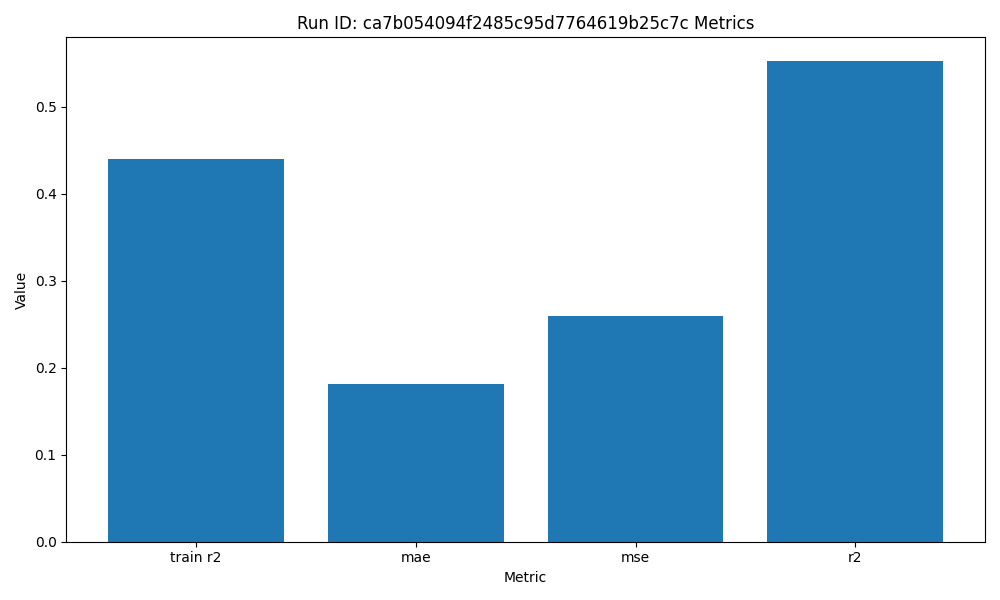 Run ID: ca7b054094f2485c95d7764619b25c7c Metrics
Value
0.5
0.4
0.3
0.2
0.1
0.0
train r2
mae
mse
r2
Metric